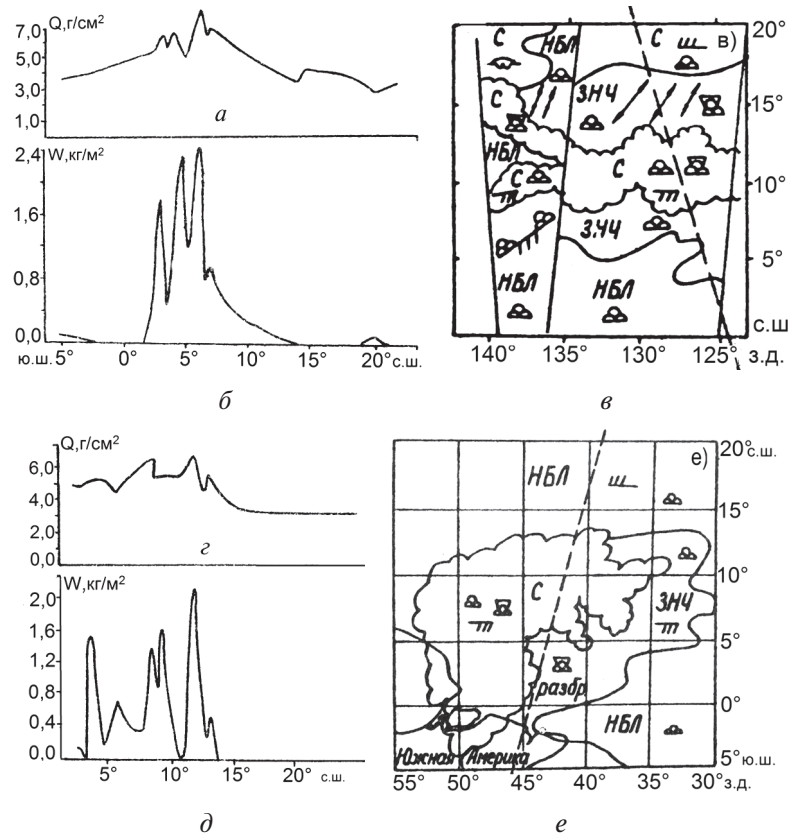 Q,г/см²
7,0
5,0
3,0
1,0
а
W,кг/м²
2,4
1,6
0,8
0,0
ю.ш. 5° 0° 5° 10° 15° 20° с.ш.
б
С НБЛ С в) 20°
С ЗНЧ 15°
НБЛ С С 10°
З.ЧЧ 5°
НБЛ НБЛ
с.ш
140° 135° 130° 125° з.д.
в
Q,г/см²
6,0
4,0
2,0
0,0
г
W,кг/м²
2,0
1,6
1,2
0,8
0,4
0,0
5° 10° 15° 20° с.ш.
д
НБЛ е) 20° с.ш.
15°
10°
С ЗНЧ
5°
разбр 0°
НБЛ
Южная Америка 5° ю.ш.
55° 50° 45° 40° 35° 30° з.д.
е